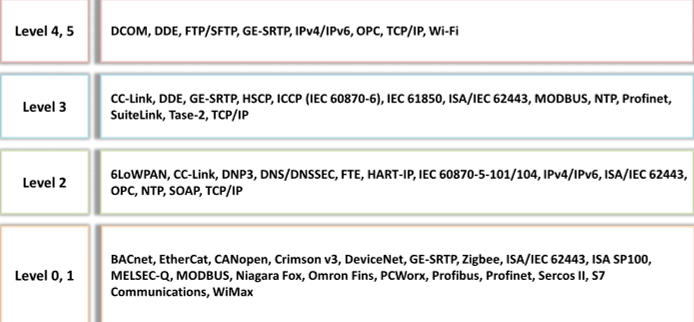 Level 4, 5
DCOM, DDE, FTP/SFTP, GE-SRTP, IPv4/IPv6, OPC, TCP/IP, Wi-Fi
Level 3
CC-Link, DDE, GE-SRTP, HSCP, ICCP (IEC 60870-6), IEC 61850, ISA/IEC 62443, MODBUS, NTP, Profinet,
SuiteLink, Tase-2, TCP/IP
Level 2
6LoWPAN, CC-Link, DNP3, DNS/DNSSEC, FTE, HART-IP, IEC 60870-5-101/104, IPv4/IPv6, ISA/IEC 62443,
OPC, NTP, SOAP, TCP/IP
Level 0, 1
BACnet, EtherCat, CANopen, Crimson v3, DeviceNet, GE-SRTP, Zigbee, ISA/IEC 62443, ISA SP100,
MELSEC-Q, MODBUS, Niagara Fox, Omron Fins, PCWorx, Profibus, Profinet, Sercos II, S7
Communications, WiMax